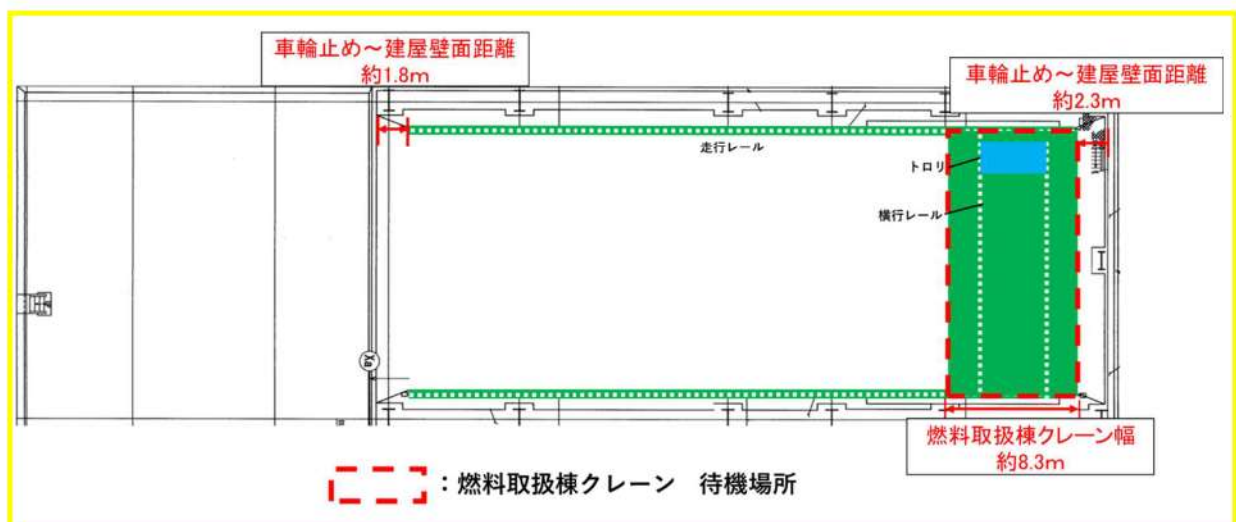 車輪止め～建屋壁面距離
約1.8m
車輪止め～建屋壁面距離
約2.3m
走行レール
トロリ
横行レール
Xa
燃料取扱棟クレーン幅
約8.3m
：燃料取扱棟クレーン　待機場所